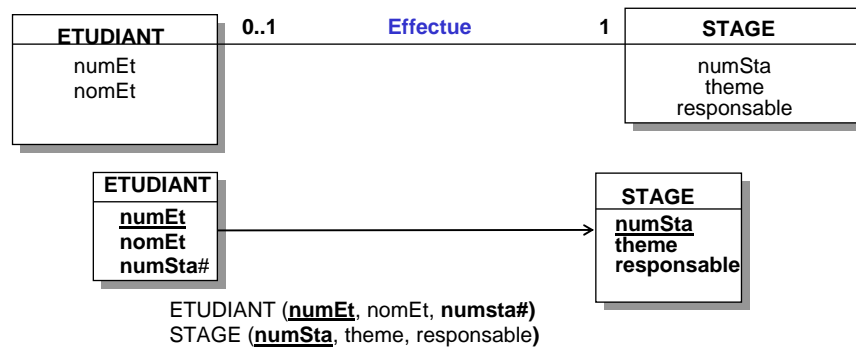 ETUDIANT
numEt
nomEt
0..1 Effectue 1
STAGE
numSta
theme
responsable
ETUDIANT
numEt
nomEt
numSta#
STAGE
numSta
theme
responsable
ETUDIANT (numEt, nomEt, numsta#)
STAGE (numSta, theme, responsable)